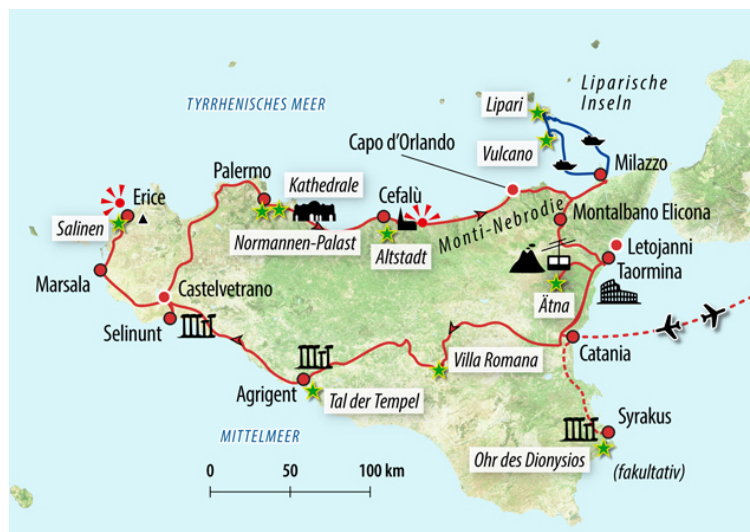 TYRRHENISCHES MEER
Liparische
Inseln
Lipari
Vulcano
Capo d'Orlando
Milazzo
Palermo
Kathedrale
Cefalù
Erice
Salinen
Normannen-Palast
Altstadt
Monti-Nebrodie
Montalbano Elicona
Letojanni
Taormina
Marsala
Castelvetrano
Ätna
Selinunt
Catania
Villa Romana
Agrigent
Tal der Tempel
Syrakus
MITTELMEER
Ohr des Dionysios
(fakultativ)
0 50 100 km